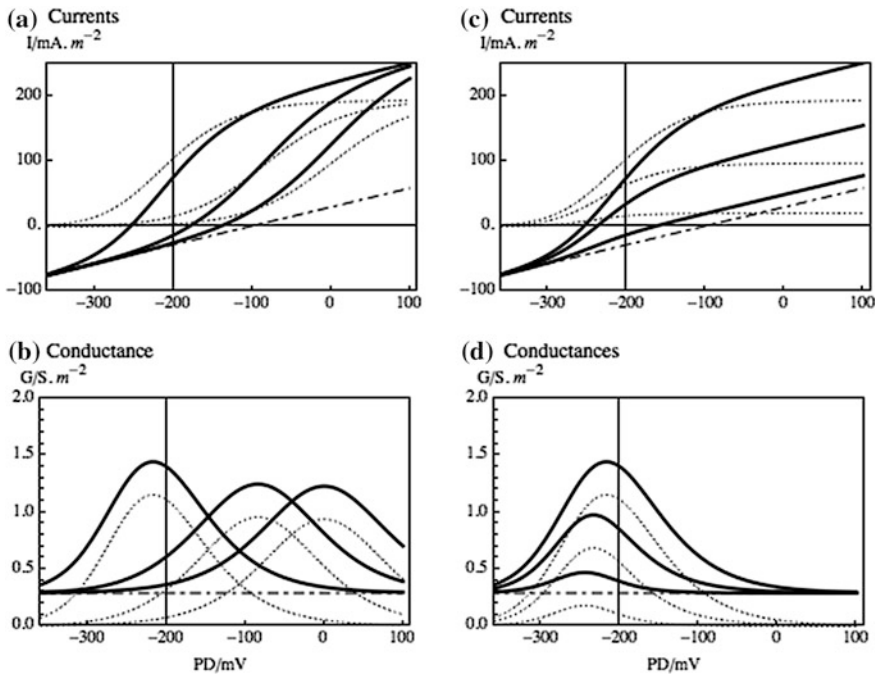 (a) Currents
I/mA. m⁻²
200
100
0.
−100
−300 −200 −100 0 100
(c) Currents
I/mA. m⁻²
200
100
0.
−100
−300 −200 −100 0 100
(b) Conductance
G/S. m⁻²
2.0
1.5
1.0
0.5
0.0
−300 −200 −100 0 100
PD/mV
(d) Conductances
G/S. m⁻²
2.0
1.5
1.0
0.5
0.0
−300 −200 −100 0 100
PD/mV